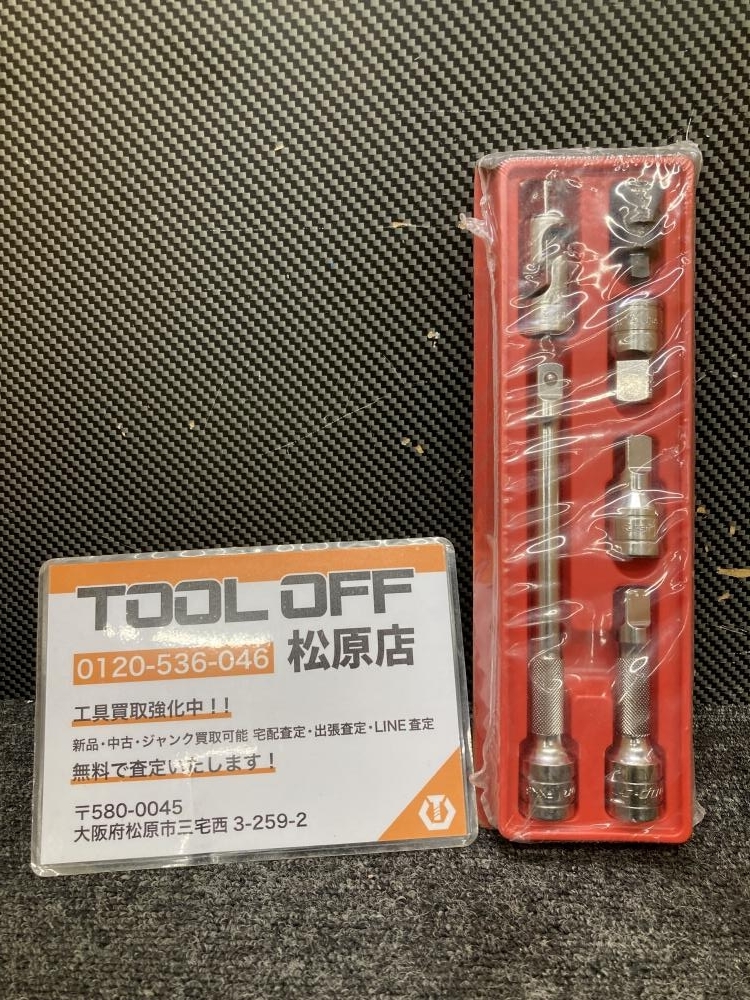 TOOL OFF
0120-536-046 松原店
工具買取強化中！！
新品・中古・ジャンク買取可能 宅配査定・出張査定・LINE査定
無料で査定いたします！
〒580-0045
大阪府松原市三宅西 3-259-2